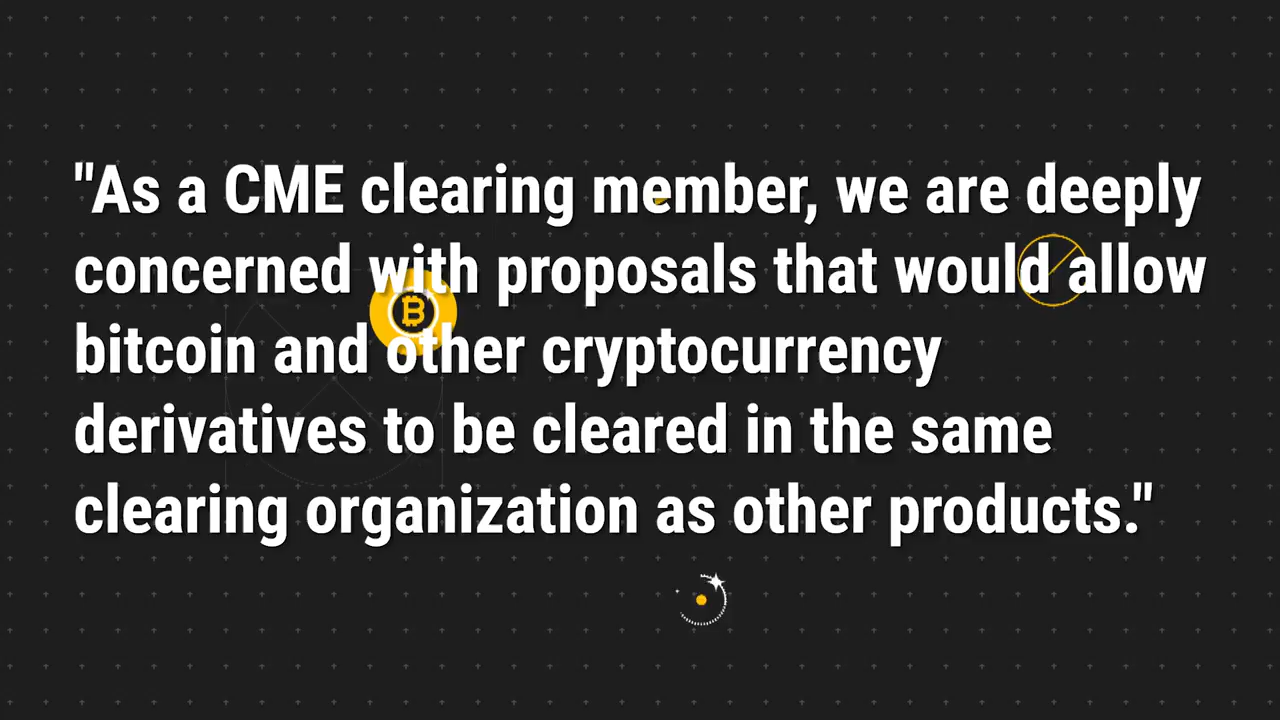 "As a CME clearing member, we are deeply
concerned with proposals that would allow
bitcoin and other cryptocurrency
derivatives to be cleared in the same
clearing organization as other products."